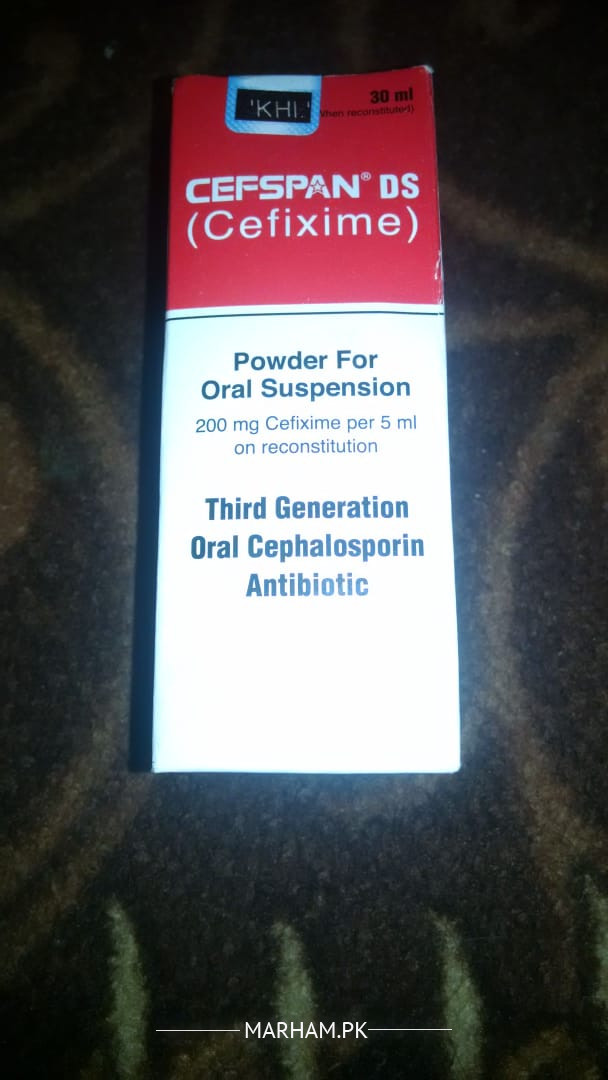 'KHI.'
30 ml
(When reconstituted)
CEFSPAN® DS
(Cefixime)
Powder For
Oral Suspension
200 mg Cefixime per 5 ml
on reconstitution
Third Generation
Oral Cephalosporin
Antibiotic
MARHAM.PK